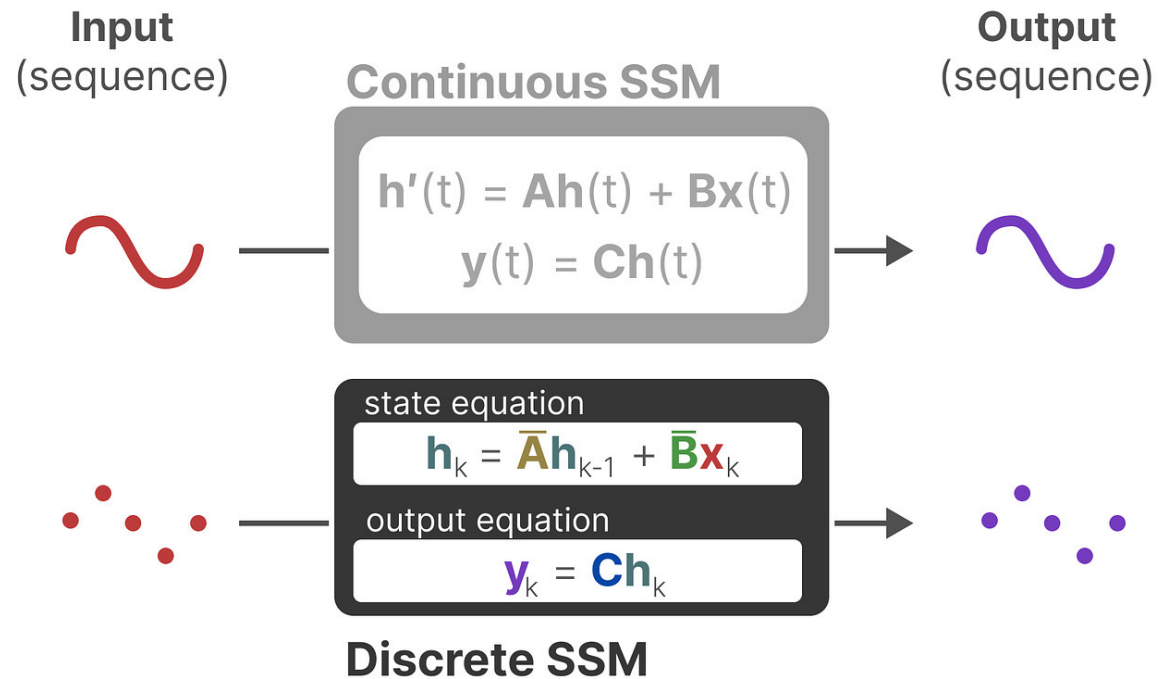 Input
(sequence)
Output
(sequence)
Continuous SSM
h′(t) = Ah(t) + Bx(t)
y(t) = Ch(t)
state equation
hₖ = A̅hₖ₋₁ + B̅xₖ
output equation
yₖ = Chₖ
Discrete SSM